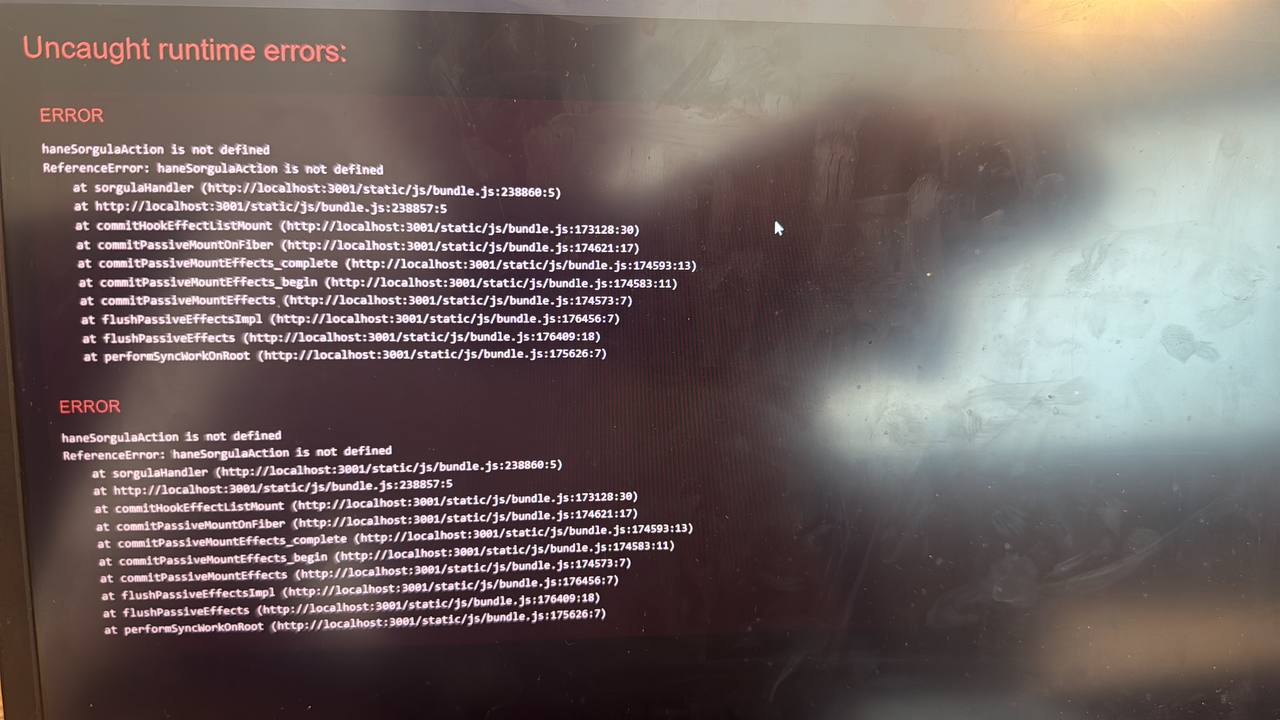 Uncaught runtime errors:
ERROR
haneSorgulaAction is not defined
ReferenceError: haneSorgulaAction is not defined
at sorgulaHandler (http://localhost:3001/static/js/bundle.js:238860:5)
at http://localhost:3001/static/js/bundle.js:238857:5
at commitHookEffectListMount (http://localhost:3001/static/js/bundle.js:173128:30)
at commitPassiveMountOnFiber (http://localhost:3001/static/js/bundle.js:174621:17)
at commitPassiveMountEffects_complete (http://localhost:3001/static/js/bundle.js:174593:13)
at commitPassiveMountEffects_begin (http://localhost:3001/static/js/bundle.js:174583:11)
at commitPassiveMountEffects (http://localhost:3001/static/js/bundle.js:174573:7)
at flushPassiveEffectsImpl (http://localhost:3001/static/js/bundle.js:176456:7)
at flushPassiveEffects (http://localhost:3001/static/js/bundle.js:176409:18)
at performSyncWorkOnRoot (http://localhost:3001/static/js/bundle.js:175626:7)
ERROR
haneSorgulaAction is not defined
ReferenceError: haneSorgulaAction is not defined
at sorgulaHandler (http://localhost:3001/static/js/bundle.js:238860:5)
at http://localhost:3001/static/js/bundle.js:238857:5
at commitHookEffectListMount (http://localhost:3001/static/js/bundle.js:173128:30)
at commitPassiveMountOnFiber (http://localhost:3001/static/js/bundle.js:174621:17)
at commitPassiveMountEffects_complete (http://localhost:3001/static/js/bundle.js:174593:13)
at commitPassiveMountEffects_begin (http://localhost:3001/static/js/bundle.js:174583:11)
at commitPassiveMountEffects (http://localhost:3001/static/js/bundle.js:174573:7)
at flushPassiveEffectsImpl (http://localhost:3001/static/js/bundle.js:176456:7)
at flushPassiveEffects (http://localhost:3001/static/js/bundle.js:176409:18)
at performSyncWorkOnRoot (http://localhost:3001/static/js/bundle.js:175626:7)